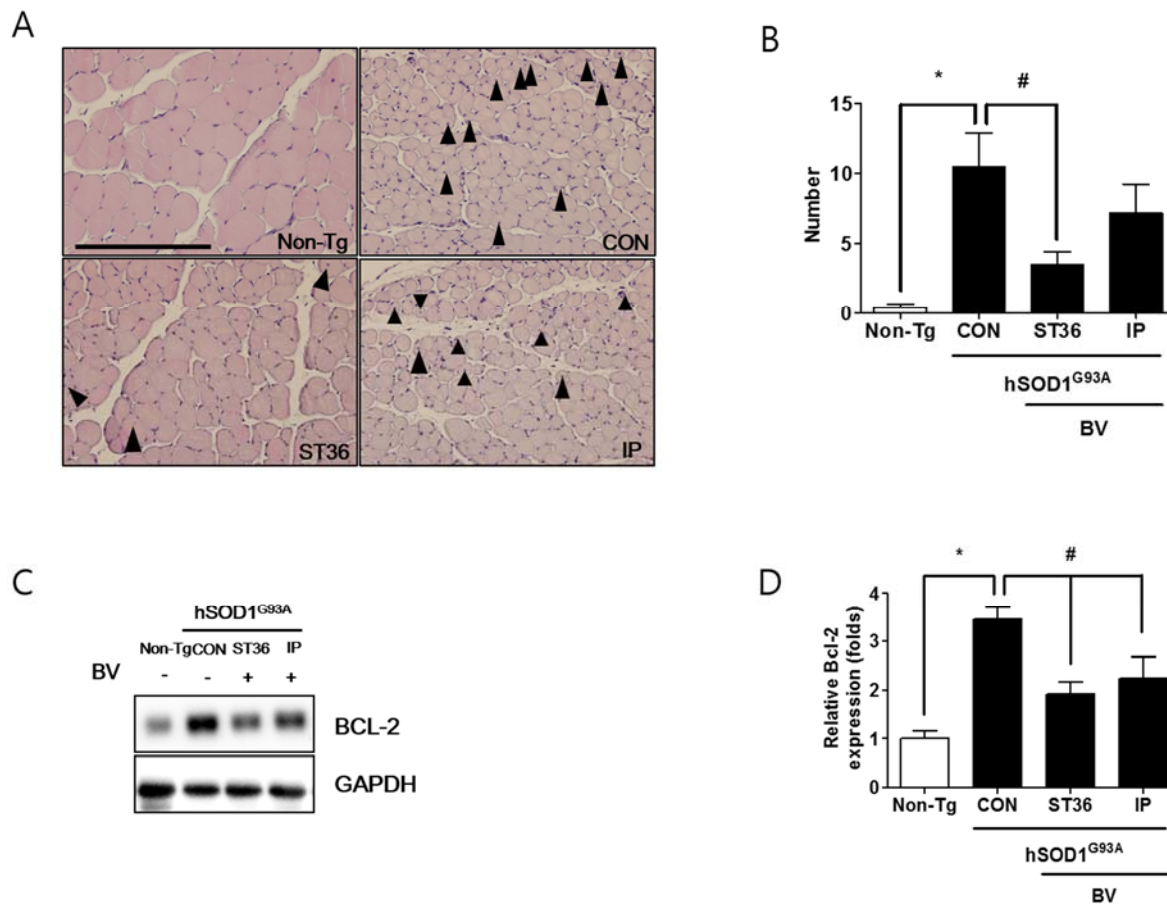 A
Non-Tg
CON
ST36
IP
B
*
#
Number
15
10
5
0
Non-Tg CON ST36 IP
hSOD1G93A
BV
C
hSOD1G93A
Non-Tg CON ST36 IP
BV - - + +
BCL-2
GAPDH
D
*
#
Relative Bcl-2
expression (folds)
4
3
2
1
0
Non-Tg CON ST36 IP
hSOD1G93A
BV